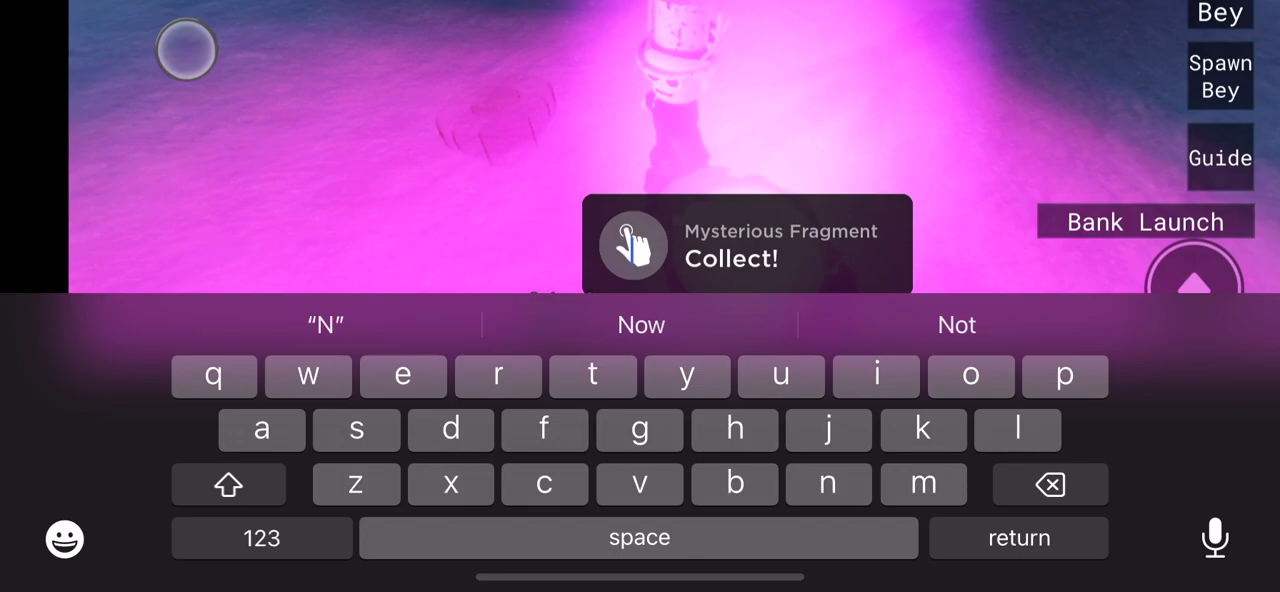 Bey
Spawn
Bey
Guide
Mysterious Fragment
Collect!
Bank Launch
“N”
Now
Not
q w e r t y u i o p
a s d f g h j k l
z x c v b n m
123
space
return